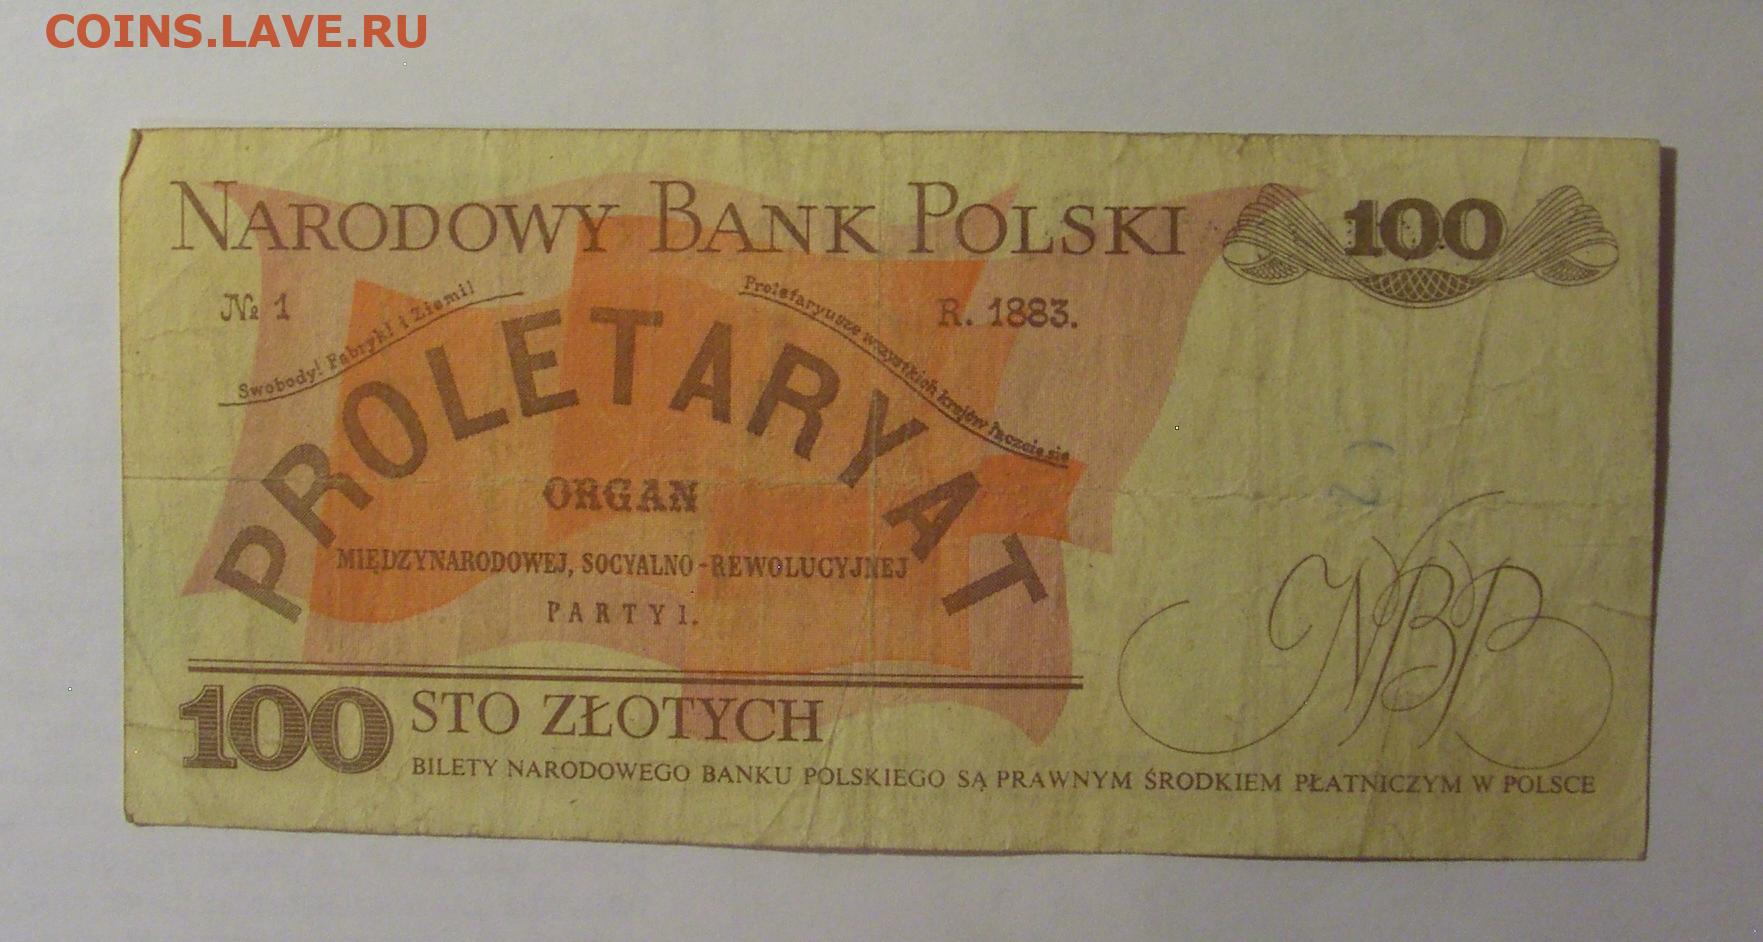 COINS.LAVE.RU
NARODOWY BANK POLSKI
100
№ 1
Swobody! Fabryk! i Ziemi!
Proletaryusze wszystkich krajów łączcie się
R. 1883.
PROLETARYAT
ORGAN
MIĘDZYNARODOWEJ, SOCYALNO-REWOLUCYJNEJ
PARTYI.
NBP
100 STO ZŁOTYCH
BILETY NARODOWEGO BANKU POLSKIEGO SĄ PRAWNYM ŚRODKIEM PŁATNICZYM W POLSCE